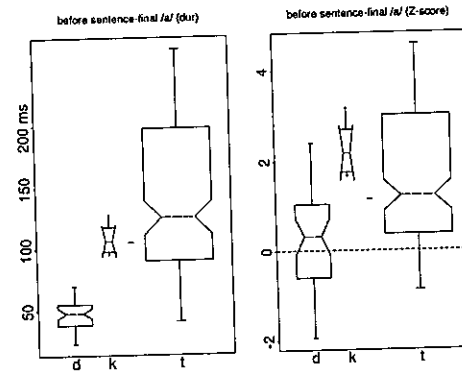 before sentence-final /a/ (dur)
200 ms
150
100
50
d k t
before sentence-final /a/ (Z-score)
4
2
0
-2
d k t